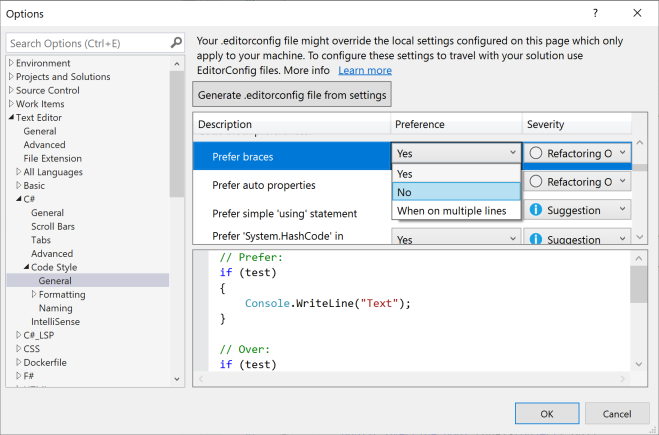 Options
Search Options (Ctrl+E)
Environment
Projects and Solutions
Source Control
Work Items
Text Editor
General
Advanced
File Extension
All Languages
Basic
C#
General
Scroll Bars
Tabs
Advanced
Code Style
General
Formatting
Naming
IntelliSense
C#_LSP
CSS
Dockerfile
F#
Your .editorconfig file might override the local settings configured on this page which only
apply to your machine. To configure these settings to travel with your solution use
EditorConfig files. More info Learn more
Generate .editorconfig file from settings
Description Preference Severity
Prefer braces Yes Refactoring O
Yes
No
When on multiple lines
Prefer auto properties Refactoring O
Prefer simple 'using' statement Suggestion
Prefer 'System.HashCode' in Yes Suggestion
// Prefer:
if (test)
{
Console.WriteLine("Text");
}
// Over:
if (test)
OK Cancel